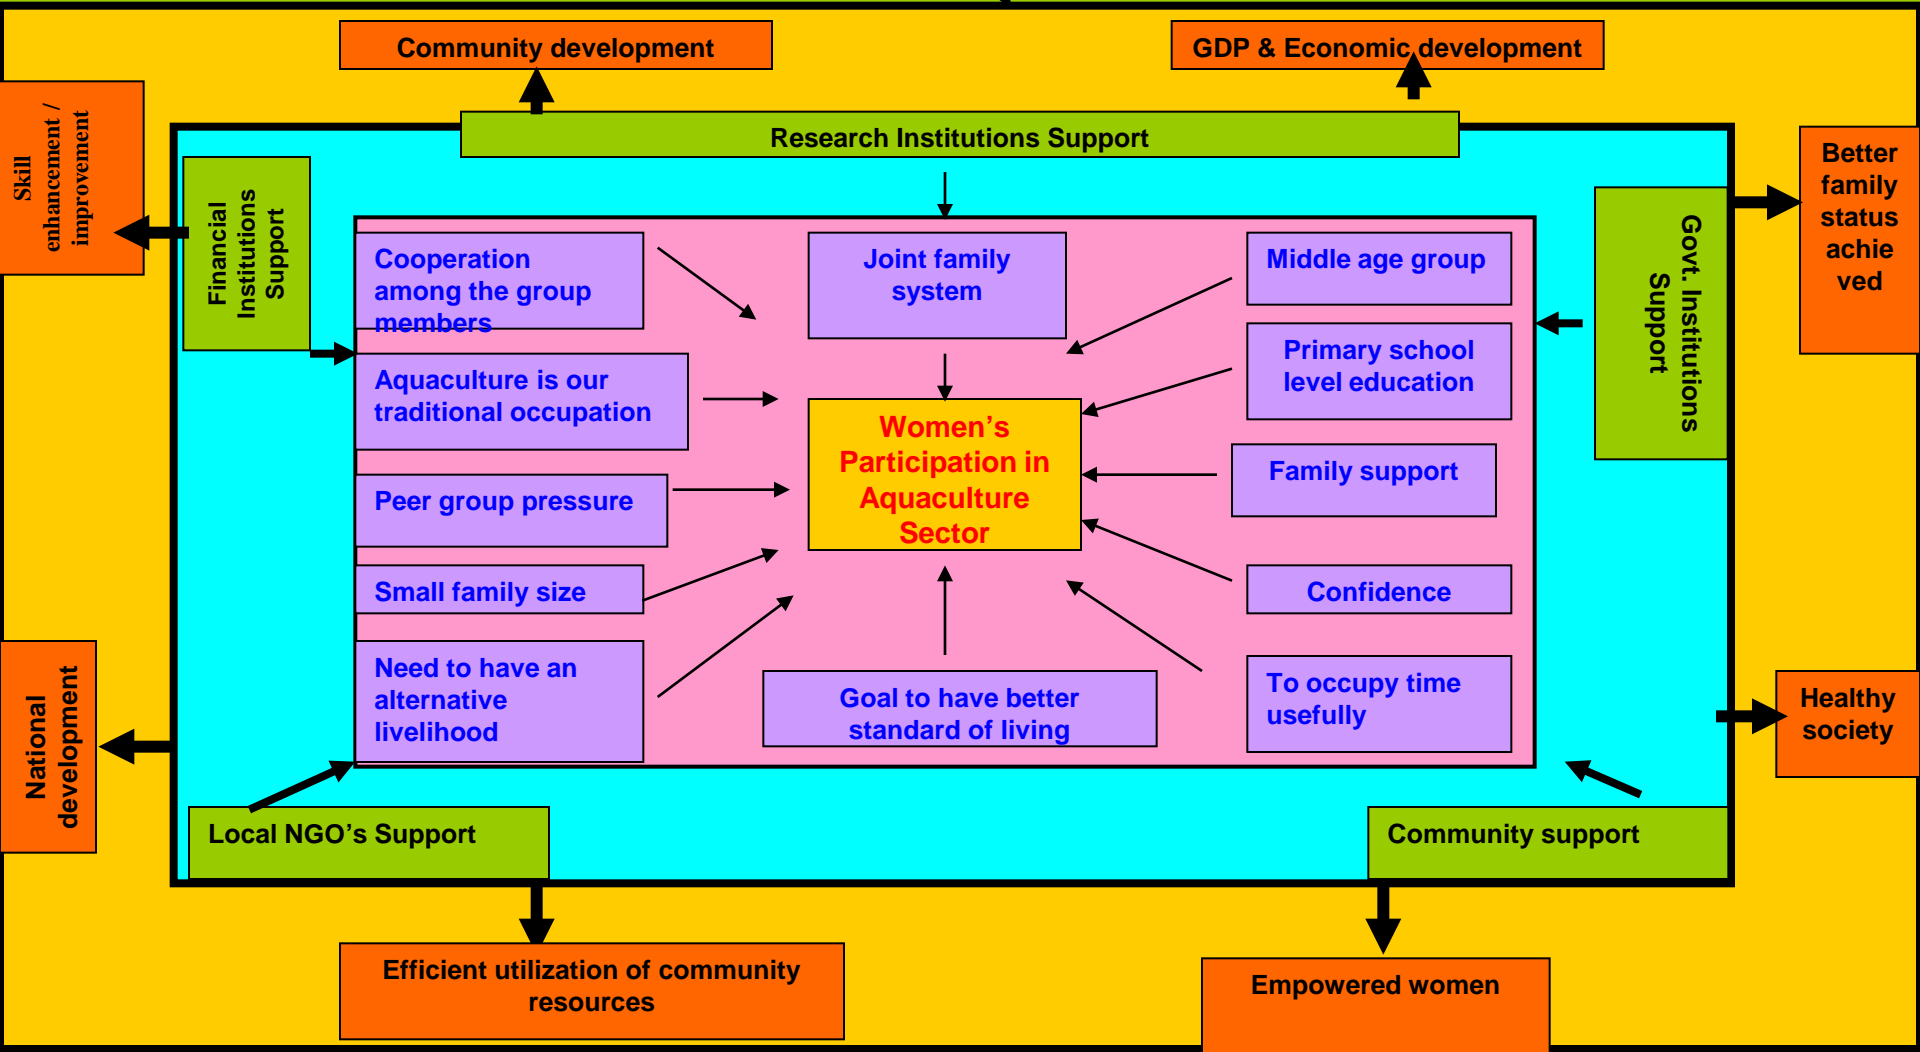 Community development
GDP & Economic development
Skill
enhancement /
improvement
Research Institutions Support
Better
family
status
achie
ved
Financial
Institutions
Support
Govt. Institutions
Support
Cooperation
among the group
members
Joint family
system
Middle age group
Aquaculture is our
traditional occupation
Primary school
level education
Women’s
Participation in
Aquaculture
Sector
Peer group pressure
Family support
Small family size
Confidence
Need to have an
alternative
livelihood
Goal to have better
standard of living
To occupy time
usefully
National
development
Healthy
society
Local NGO’s Support
Community support
Efficient utilization of community
resources
Empowered women